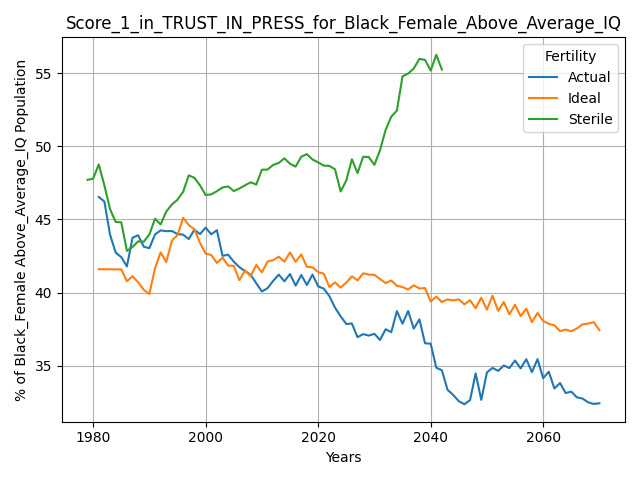 Score_1_in_TRUST_IN_PRESS_for_Black_Female_Above_Average_IQ
Fertility
Actual
Ideal
Sterile
% of Black_Female Above_Average_IQ Population
55
50
45
40
35
1980
2000
2020
2040
2060
Years